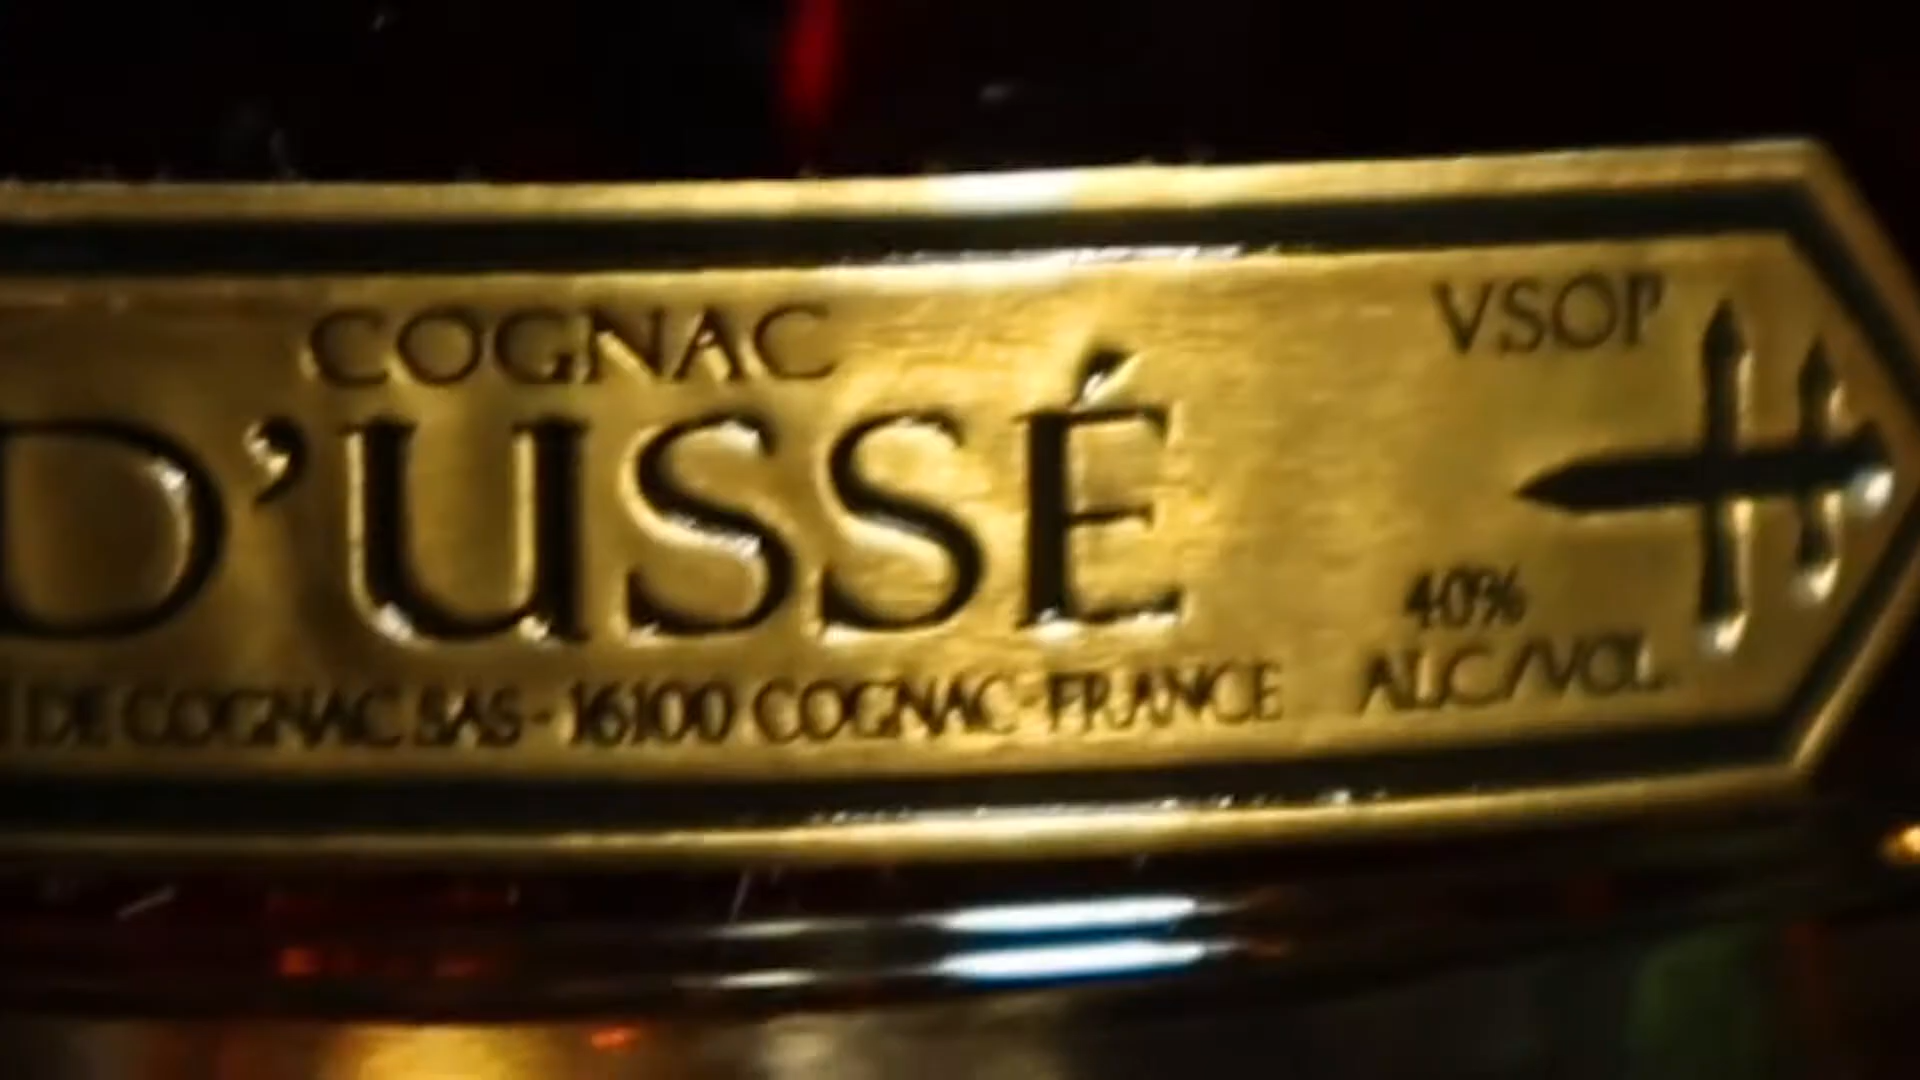 COGNAC
VSOP
D'USSÉ
40%
ALC/VOL
DE COGNAC SAS - 16100 COGNAC - FRANCE